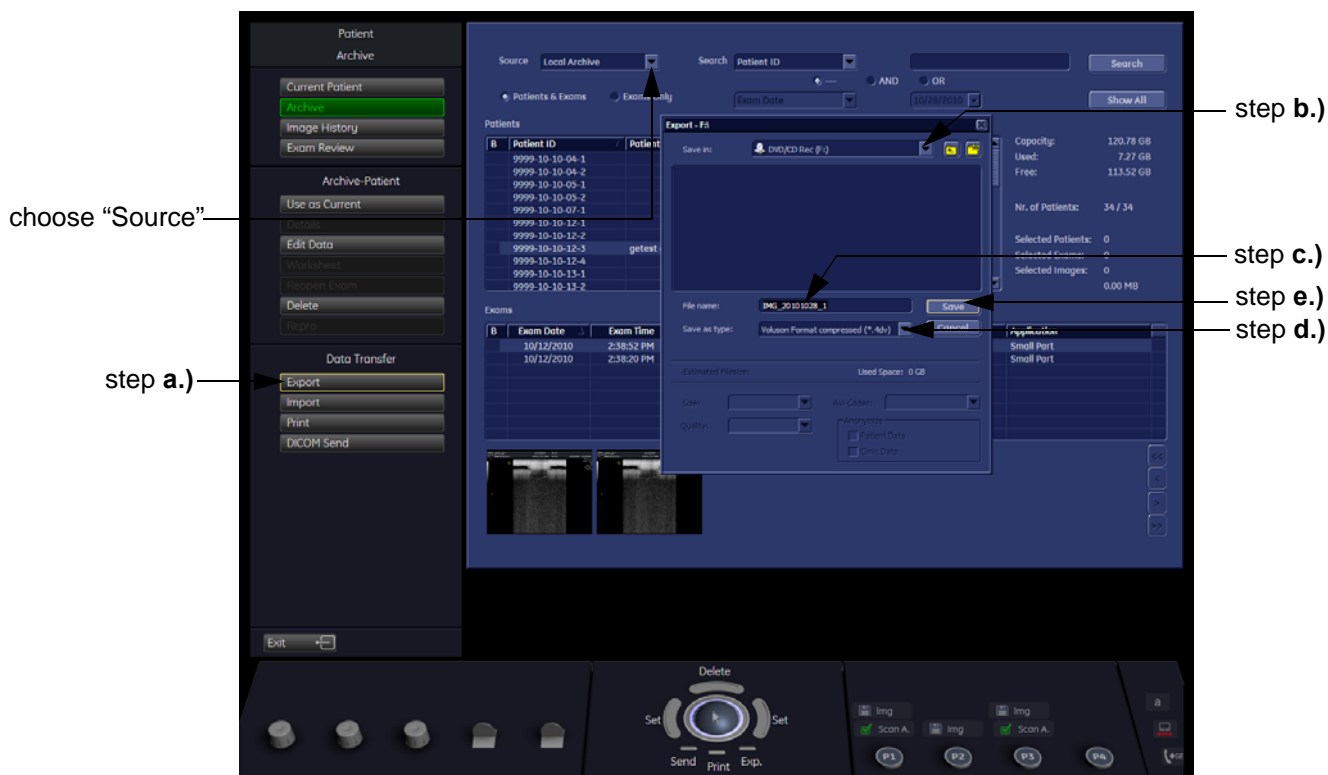 Patient
Archive
Current Patient
Archive
Image History
Exam Review
Archive-Patient
Use as Current
Details
Edit Data
Worksheet
Reopen Exam
Delete
Repro
Data Transfer
Export
Import
Print
DICOM Send
Exit
choose “Source”
step a.)
Source Local Archive Search Patient ID Search
--- AND OR
Patients & Exams Exams Only Exam Date 10/28/2010 Show All
Patients
B Patient ID / Patient
9999-10-10-04-1
9999-10-10-04-2
9999-10-10-05-1
9999-10-10-05-2
9999-10-10-07-1
9999-10-10-12-1
9999-10-10-12-2
9999-10-10-12-3 getest
9999-10-10-12-4
9999-10-10-13-1
9999-10-10-13-2
Exams
B Exam Date Exam Time
10/12/2010 2:38:52 PM
10/12/2010 2:38:20 PM
Export - F:\
Save in: DVD/CD Rec (F:)
File name: IMG_20101028_1 Save
Save as type: Voluson Format compressed (*.4dv) Cancel
Estimated Filesize: Used Space: 0 GB
Size: AVI Codec:
Quality: Anonymize
Patient Data
Clinic Data
Capacity: 120.78 GB
Used: 7.27 GB
Free: 113.52 GB
Nr. of Patients: 34 / 34
Selected Patients: 0
Selected Exams: 0
Selected Images: 0
0.00 MB
Application
Small Part
Small Part
<<
<
>
>>
step b.)
step c.)
step e.)
step d.)
Delete
Set Set
Send Print Exp.
Img Img
Scan A. Img Scan A.
P1 P2 P3 P4
a